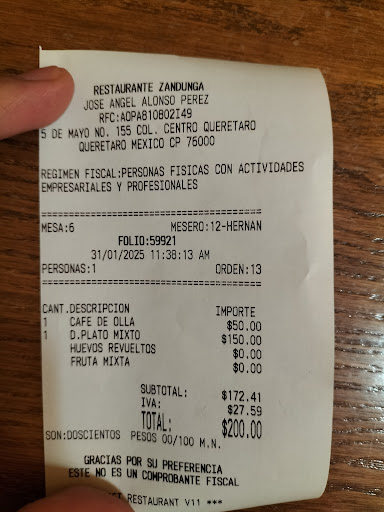 RESTAURANTE ZANDUNGA
JOSE ANGEL ALONSO PEREZ
RFC:AOPA810802I49
5 DE MAYO NO. 155 COL. CENTRO QUERETARO
QUERETARO MEXICO CP 76000
REGIMEN FISCAL:PERSONAS FISICAS CON ACTIVIDADES
EMPRESARIALES Y PROFESIONALES
==========================================
MESA:6 MESERO:12-HERNAN
FOLIO:59921
31/01/2025 11:38:13 AM
PERSONAS:1 ORDEN:13
==========================================
CANT.DESCRIPCION IMPORTE
1 CAFE DE OLLA $50.00
1 D.PLATO MIXTO $150.00
HUEVOS REVUELTOS $0.00
FRUTA MIXTA $0.00
SUBTOTAL: $172.41
IVA: $27.59
TOTAL: $200.00
SON:DOSCIENTOS PESOS 00/100 M.N.
GRACIAS POR SU PREFERENCIA
ESTE NO ES UN COMPROBANTE FISCAL
RESTAURANT V11 ***